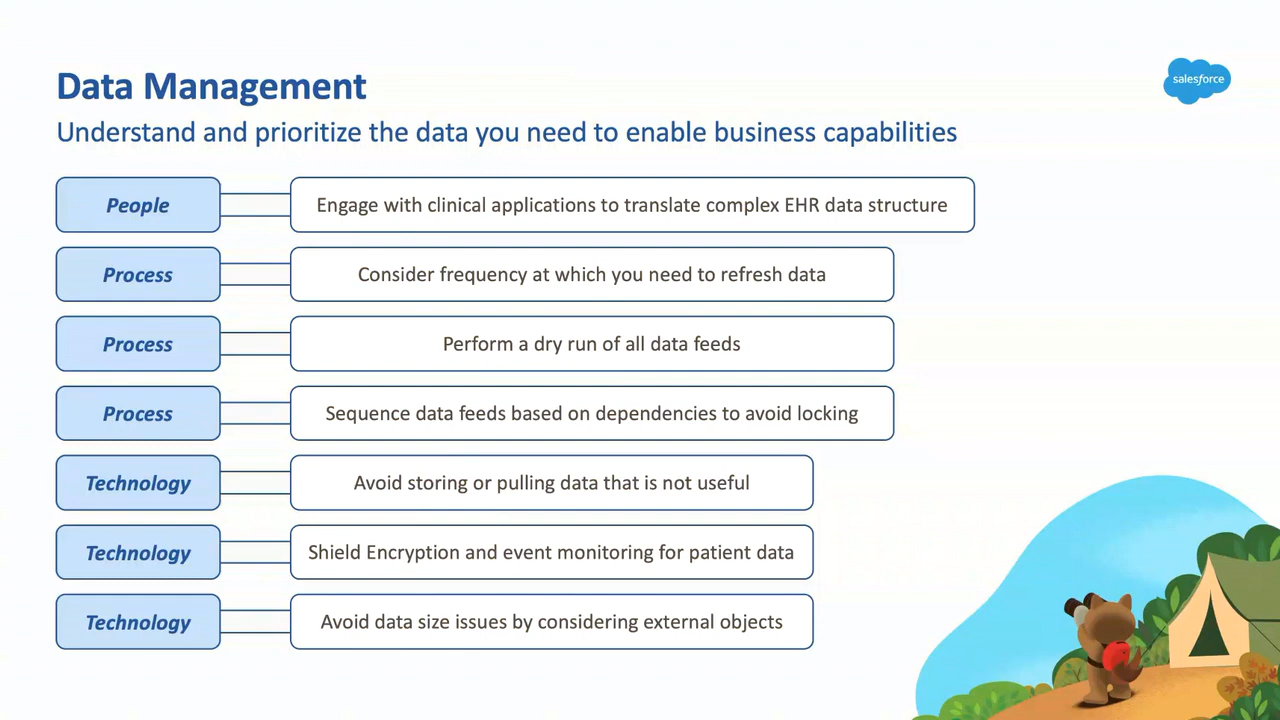 Data Management
salesforce
Understand and prioritize the data you need to enable business capabilities
People
Engage with clinical applications to translate complex EHR data structure
Process
Consider frequency at which you need to refresh data
Process
Perform a dry run of all data feeds
Process
Sequence data feeds based on dependencies to avoid locking
Technology
Avoid storing or pulling data that is not useful
Technology
Shield Encryption and event monitoring for patient data
Technology
Avoid data size issues by considering external objects